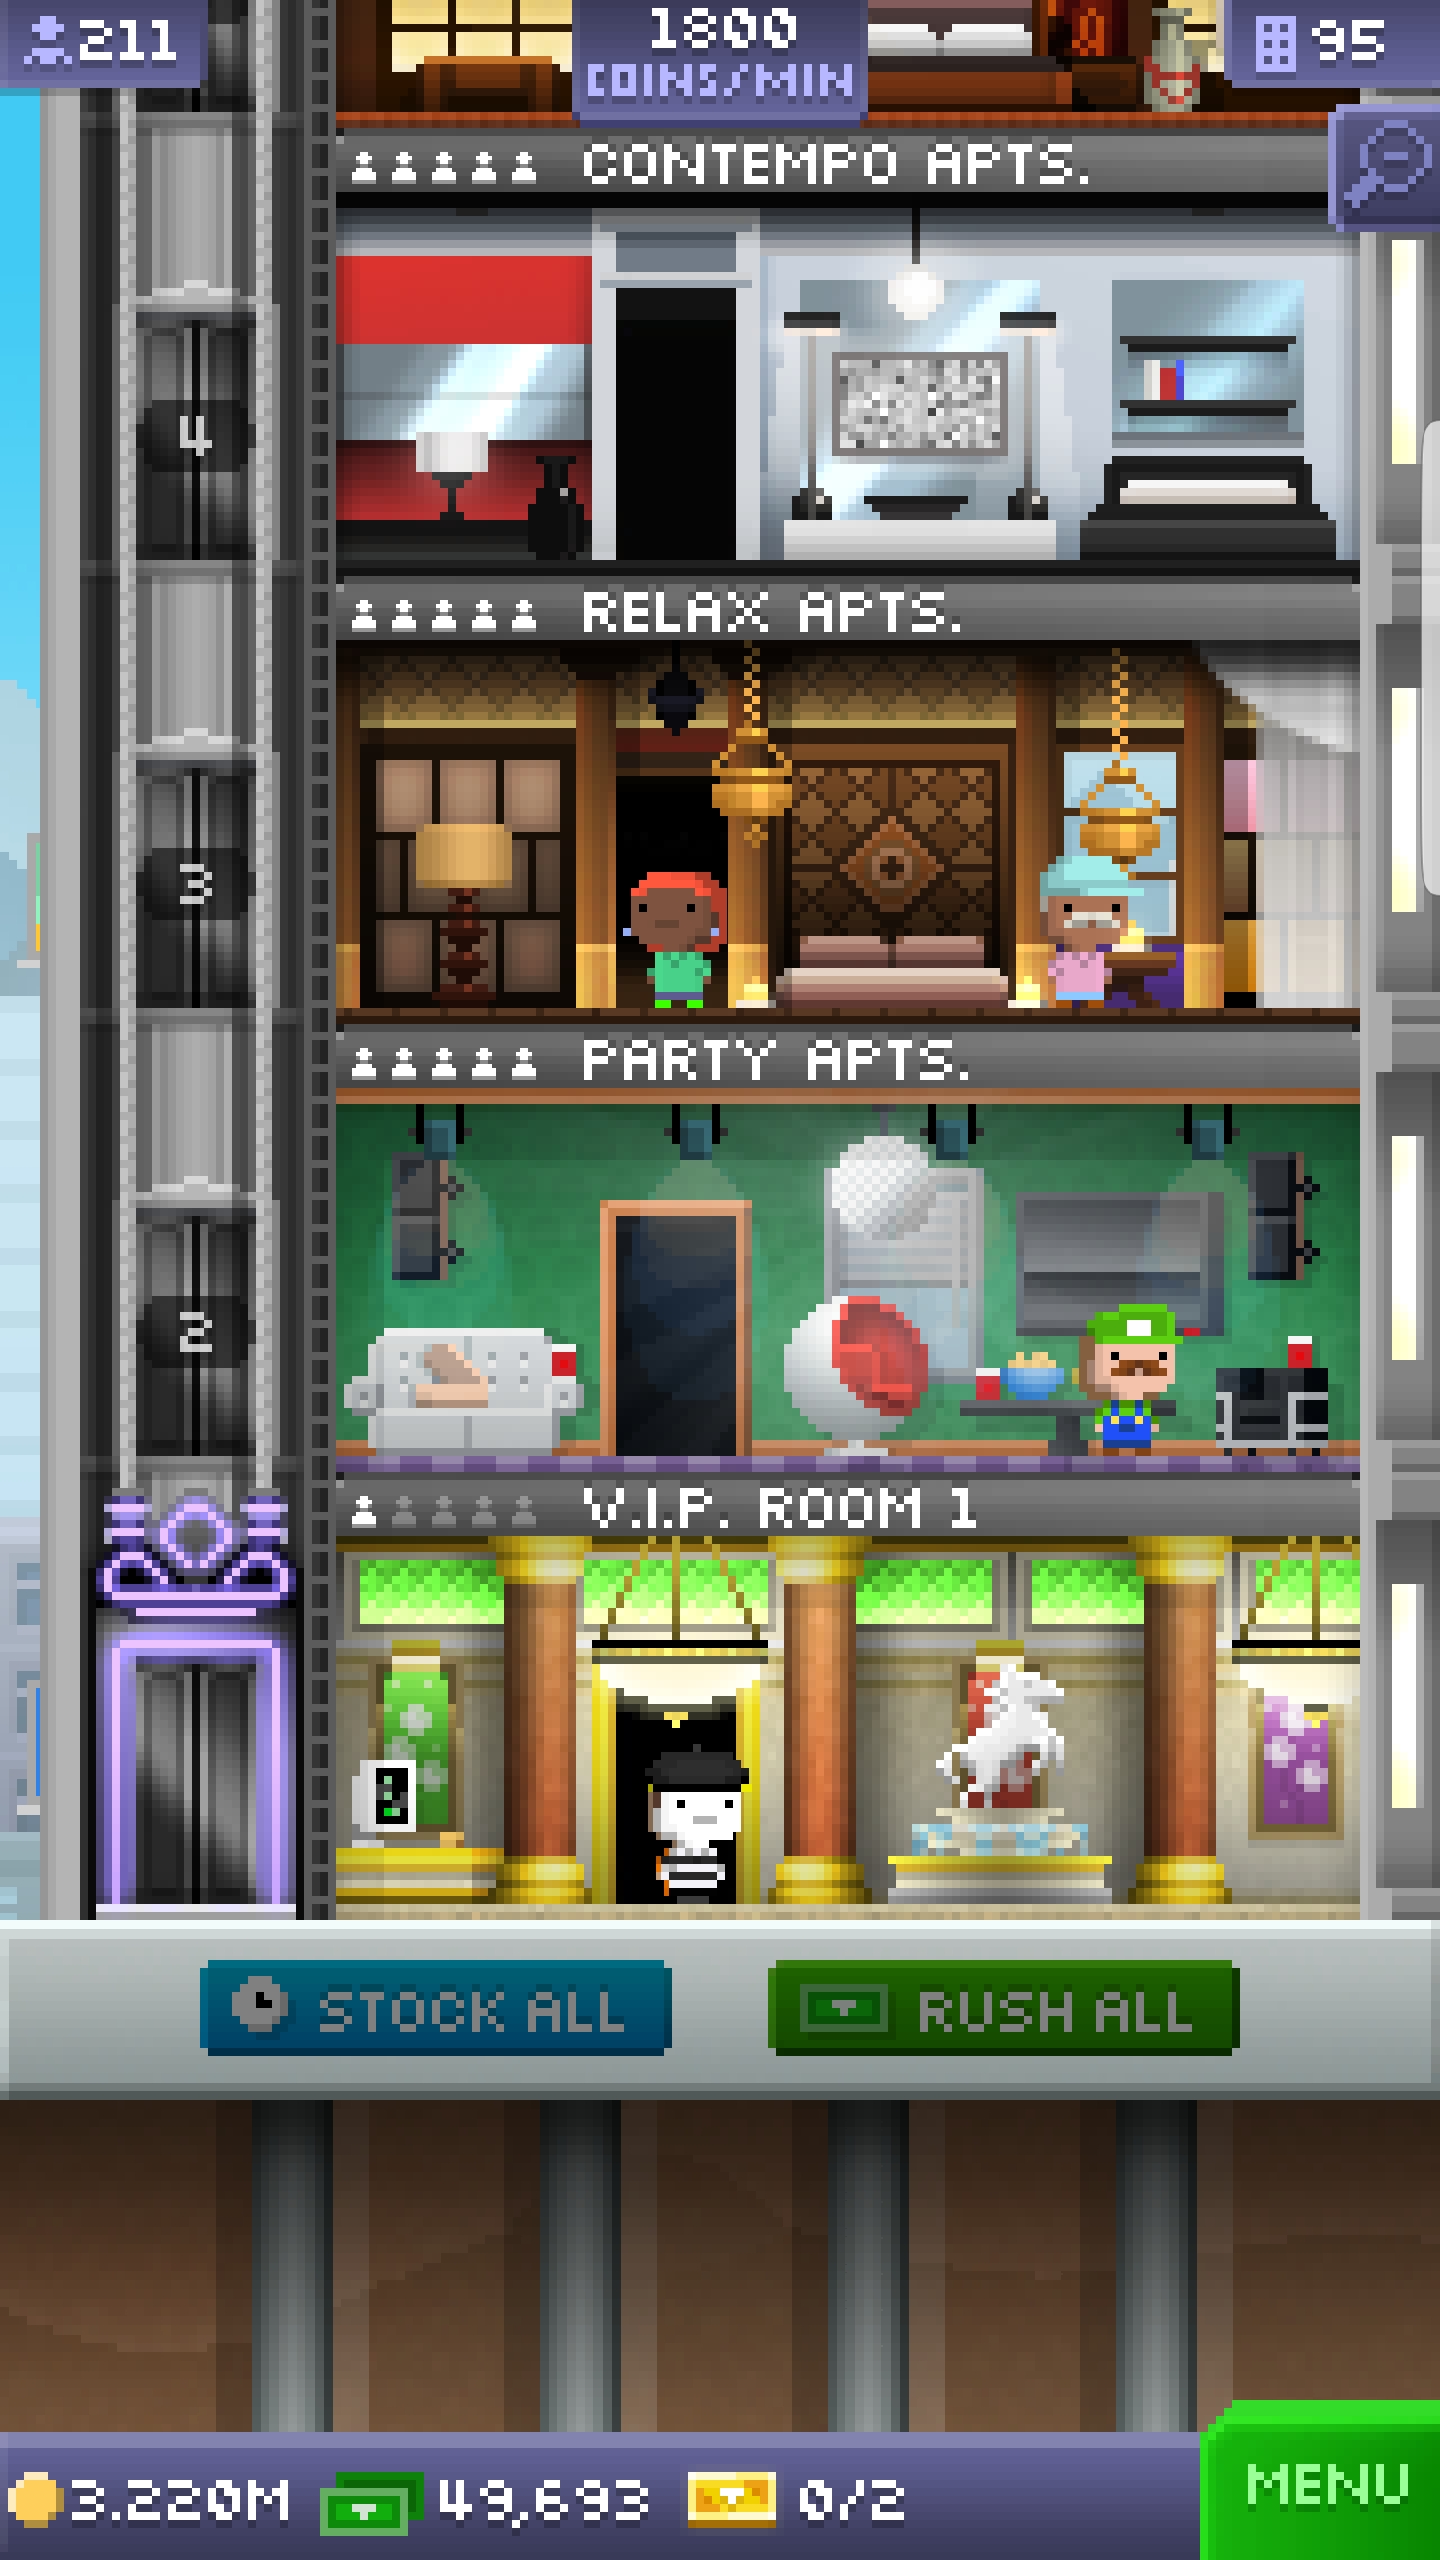 211
1800
COINS/MIN
95
CONTEMPO APTS.
4
RELAX APTS.
3
PARTY APTS.
2
V.I.P. ROOM 1
STOCK ALL
RUSH ALL
3.220M
49,693
0/2
MENU